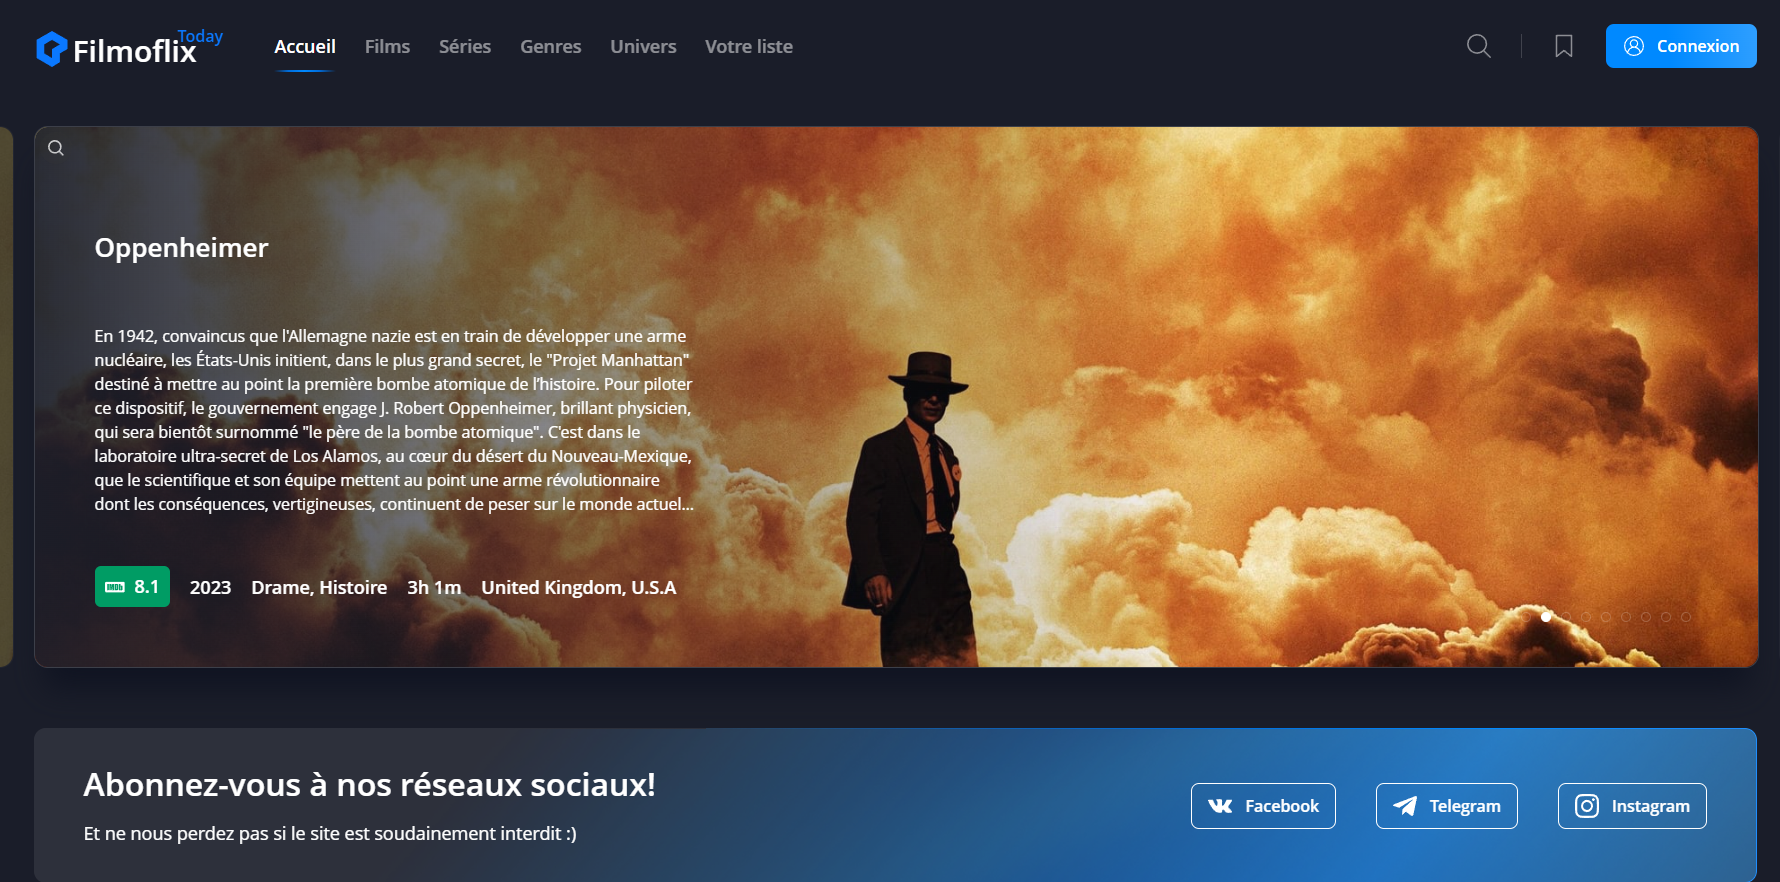 Filmoflix Today
Accueil Films Séries Genres Univers Votre liste
Connexion
Oppenheimer
En 1942, convaincus que l'Allemagne nazie est en train de développer une arme
nucléaire, les États-Unis initient, dans le plus grand secret, le "Projet Manhattan"
destiné à mettre au point la première bombe atomique de l’histoire. Pour piloter
ce dispositif, le gouvernement engage J. Robert Oppenheimer, brillant physicien,
qui sera bientôt surnommé "le père de la bombe atomique". C'est dans le
laboratoire ultra-secret de Los Alamos, au cœur du désert du Nouveau-Mexique,
que le scientifique et son équipe mettent au point une arme révolutionnaire
dont les conséquences, vertigineuses, continuent de peser sur le monde actuel...
IMDb 8.1 2023 Drame, Histoire 3h 1m United Kingdom, U.S.A
Abonnez-vous à nos réseaux sociaux!
Et ne nous perdez pas si le site est soudainement interdit :)
Facebook Telegram Instagram